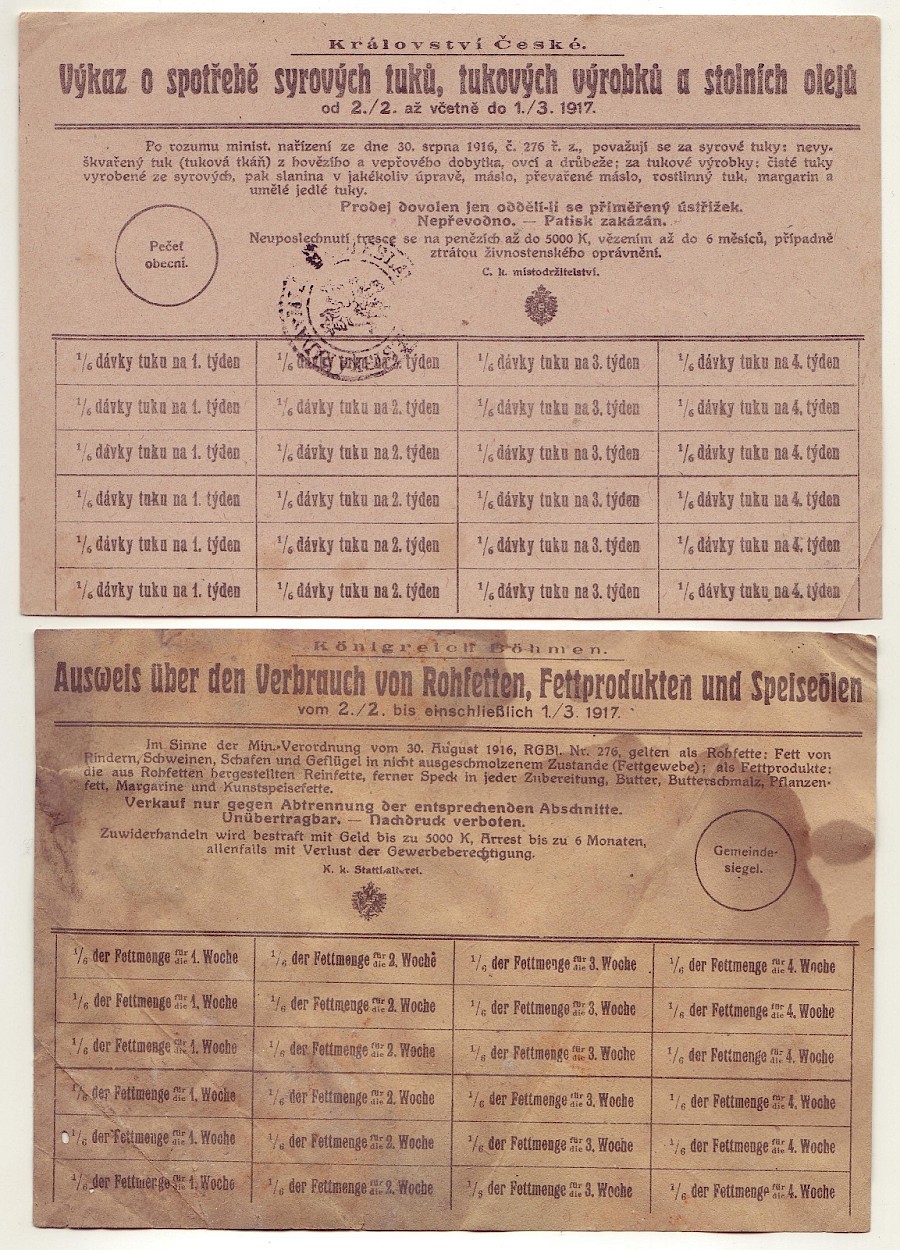 Království České.
Výkaz o spotřebě syrových tuků, tukových výrobků a stolních olejů
od 2./2. až včetně do 1./3. 1917.
Po rozumu minist. nařízení ze dne 30. srpna 1916, č. 276 ř. z., považují se za syrové tuky: nevy-
škvařený tuk (tuková tkáň) z hovězího a vepřového dobytka, ovcí a drůbeže; za tukové výrobky: čisté tuky
vyrobené ze syrových, pak slanina v jakékoliv úpravě, máslo, převařené máslo, rostlinný tuk, margarin a
umělé jedlé tuky.
Prodej dovolen jen oddělí-li se přiměřený ústřížek.
Nepřevodno. — Patisk zakázán.
Neuposlechnutí tresce se na penězích až do 5000 K, vězením až do 6 měsíců, případně
ztrátou živnostenského oprávnění.
C. k. místodržitelství.
Pečeť
obecní.
1/6 dávky tuku na 1. týden 1/6 dávky tuku na 2. týden 1/6 dávky tuku na 3. týden 1/6 dávky tuku na 4. týden
1/6 dávky tuku na 1. týden 1/6 dávky tuku na 2. týden 1/6 dávky tuku na 3. týden 1/6 dávky tuku na 4. týden
1/6 dávky tuku na 1. týden 1/6 dávky tuku na 2. týden 1/6 dávky tuku na 3. týden 1/6 dávky tuku na 4. týden
1/6 dávky tuku na 1. týden 1/6 dávky tuku na 2. týden 1/6 dávky tuku na 3. týden 1/6 dávky tuku na 4. týden
1/6 dávky tuku na 1. týden 1/6 dávky tuku na 2. týden 1/6 dávky tuku na 3. týden 1/6 dávky tuku na 4. týden
1/6 dávky tuku na 1. týden 1/6 dávky tuku na 2. týden 1/6 dávky tuku na 3. týden 1/6 dávky tuku na 4. týden
Königreich Böhmen.
Ausweis über den Verbrauch von Rohfetten, Fettprodukten und Speiseölen
vom 2./2. bis einschließlich 1./3. 1917.
Im Sinne der Min.-Verordnung vom 30. August 1916, RGBl. Nr. 276, gelten als Rohfette: Fett von
Rindern, Schweinen, Schafen und Geflügel in nicht ausgeschmolzenem Zustande (Fettgewebe); als Fettprodukte:
die aus Rohfetten hergestellten Reinfette, ferner Speck in jeder Zubereitung, Butter, Butterschmalz, Pflanzen-
fett, Margarine und Kunstspeisefette.
Verkauf nur gegen Abtrennung der entsprechenden Abschnitte.
Unübertragbar. — Nachdruck verboten.
Zuwiderhandeln wird bestraft mit Geld bis zu 5000 K, Arrest bis zu 6 Monaten,
allenfalls mit Verlust der Gewerbeberechtigung.
K. k. Statthalterei.
Gemeinde-
siegel.
1/6 der Fettmenge für die 1. Woche 1/6 der Fettmenge für die 2. Woche 1/6 der Fettmenge für die 3. Woche 1/6 der Fettmenge für die 4. Woche
1/6 der Fettmenge für die 1. Woche 1/6 der Fettmenge für die 2. Woche 1/6 der Fettmenge für die 3. Woche 1/6 der Fettmenge für die 4. Woche
1/6 der Fettmenge für die 1. Woche 1/6 der Fettmenge für die 2. Woche 1/6 der Fettmenge für die 3. Woche 1/6 der Fettmenge für die 4. Woche
1/6 der Fettmenge für die 1. Woche 1/6 der Fettmenge für die 2. Woche 1/6 der Fettmenge für die 3. Woche 1/6 der Fettmenge für die 4. Woche
1/6 der Fettmenge für die 1. Woche 1/6 der Fettmenge für die 2. Woche 1/6 der Fettmenge für die 3. Woche 1/6 der Fettmenge für die 4. Woche
1/6 der Fettmenge für die 1. Woche 1/6 der Fettmenge für die 2. Woche 1/6 der Fettmenge für die 3. Woche 1/6 der Fettmenge für die 4. Woche